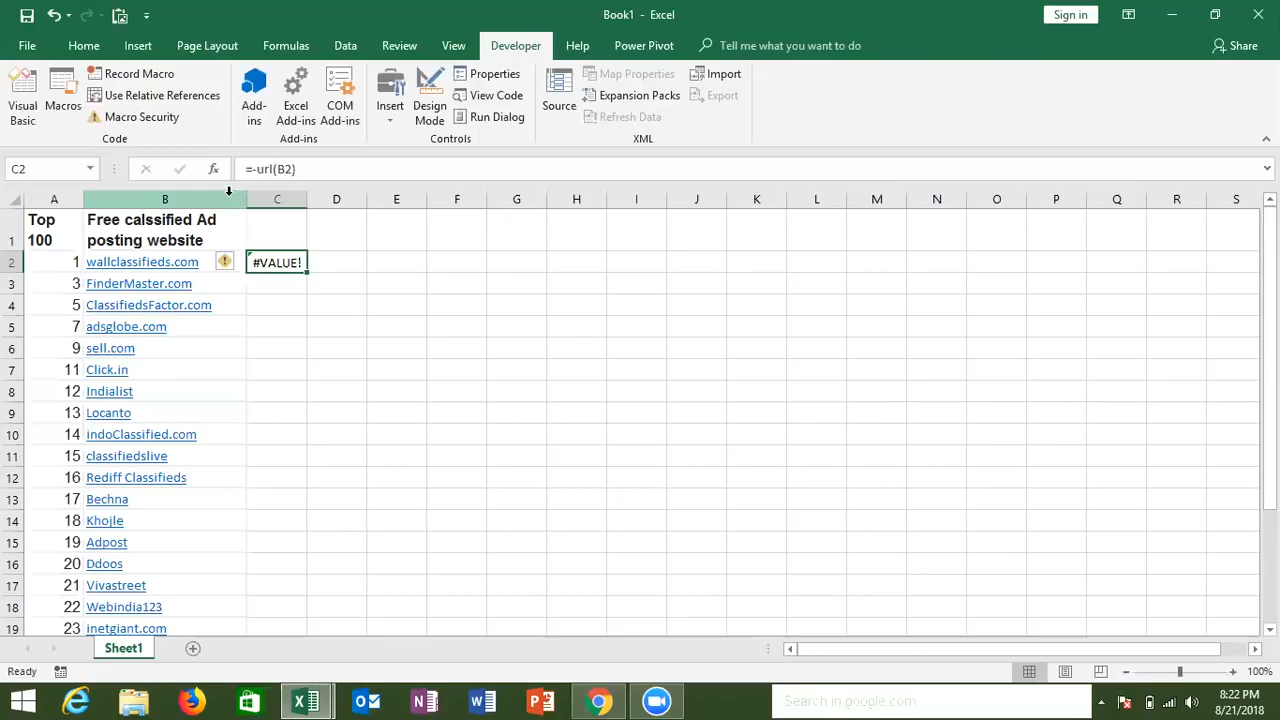 Book1 - Excel
Sign in
File Home Insert Page Layout Formulas Data Review View Developer Help Power Pivot Tell me what you want to do Share
Visual Basic
Macros
Record Macro
Use Relative References
Macro Security
Code
Add-ins
Excel Add-ins
COM Add-ins
Add-ins
Insert
Design Mode
Properties
View Code
Run Dialog
Controls
Source
Map Properties
Expansion Packs
Refresh Data
Import
Export
XML
C2 fx =-url(B2)
A B C D E F G H I J K L M N O P Q R S
1 Top 100 Free calssified Ad posting website
2 1 wallclassifieds.com #VALUE!
3 3 FinderMaster.com
4 5 ClassifiedsFactor.com
5 7 adsglobe.com
6 9 sell.com
7 11 Click.in
8 12 Indialist
9 13 Locanto
10 14 indoClassified.com
11 15 classifiedslive
12 16 Rediff Classifieds
13 17 Bechna
14 18 Khojle
15 19 Adpost
16 20 Ddoos
17 21 Vivastreet
18 22 Webindia123
19 23 inetgiant.com
Sheet1
Ready 100%
Search in google.com
8:22 PM
8/21/2018